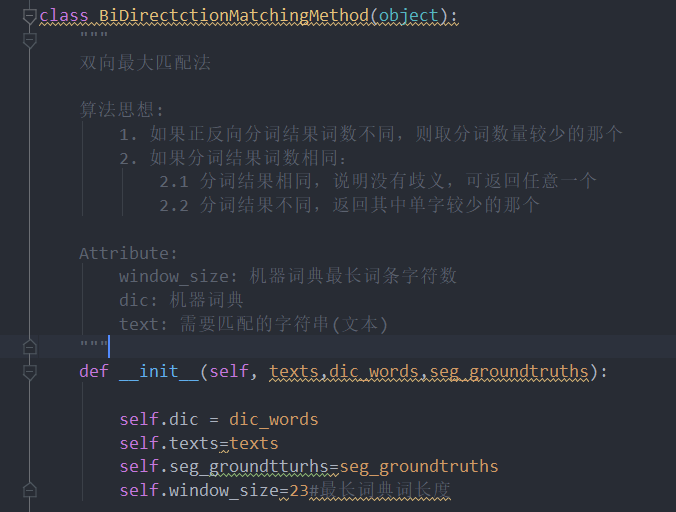 class BiDirectctionMatchingMethod(object):
"""
双向最大匹配法
算法思想:
1. 如果正反向分词结果词数不同，则取分词数量较少的那个
2. 如果分词结果词数相同：
2.1 分词结果相同，说明没有歧义，可返回任意一个
2.2 分词结果不同，返回其中单字较少的那个
Attribute:
window_size: 机器词典最长词条字符数
dic: 机器词典
text: 需要匹配的字符串(文本)
"""
def __init__(self, texts,dic_words,seg_groundtruths):
self.dic = dic_words
self.texts=texts
self.seg_groundtturhs=seg_groundtruths
self.window_size=23#最长词典词长度